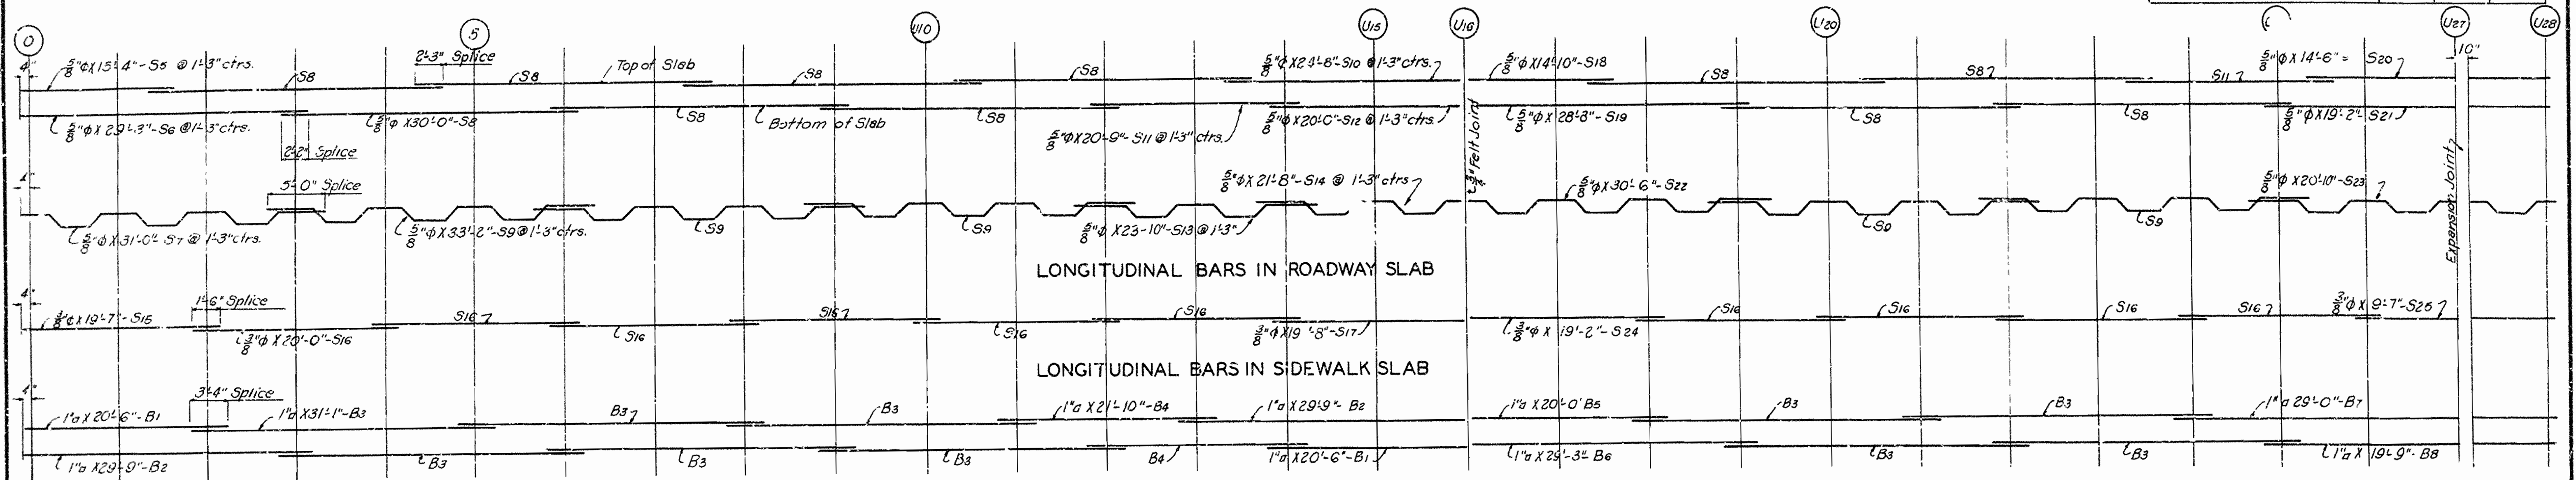 0
5
U10
U15
U16
U20
U27
U28
4"
5/8"φ X 15'-4"-S5 @ 1'-3" ctrs.
S8
2'-3" Splice
S8
Top of Slab
S8
S8
5/8"φ X 24'-8"-S10 @ 1'-3" ctrs.
5/8"φ X 14'-10"-S18
S8
S8
S11
5/8"φ X 14'-6" = S20
10"
5/8"φ X 29'-3"-S6 @ 1'-3" ctrs.
5/8"φ X 30'-0"-S8
2'-2" Splice
S8
Bottom of Slab
S8
5/8"φ X 20'-9"-S11 @ 1'-3" ctrs.
5/8"φ X 20'-0"-S12 @ 1'-3" ctrs.
Felt Joint
5/8"φ X 28'-3"-S19
S8
S8
5/8"φ X 19'-2"-S21
Expansion Joint
5'-0" Splice
5/8"φ X 21'-8"-S14 @ 1'-3" ctrs
5/8"φ X 30'-6"-S22
5/8"φ X 20'-10"-S23
5/8"φ X 31'-0" S7 @ 1'-3" ctrs.
5/8"φ X 33'-2"-S9 @ 1'-3" ctrs.
S9
S9
5/8"φ X 23-10"-S13 @ 1'-3"
S9
S9
LONGITUDINAL BARS IN ROADWAY SLAB
4"
3/8"φ X 19'-7"-S15
1'-6" Splice
3/8"φ X 20'-0"-S16
S16
S16
S16
S16
S16
3/8"φ X 19'-8"-S17
3/8"φ X 19'-2"-S24
S16
S16
S16
S16
3/8"φ X 9'-7"-S25
LONGITUDINAL BARS IN SIDEWALK SLAB
4"
1"▫ X 20'-6"-B1
3'-4" Splice
1"▫ X 31'-1"-B3
B3
B3
1"▫ X 21'-10"-B4
1"▫ X 29'-9"-B2
1"▫ X 20'-0" B5
B3
B3
1"▫ 29'-0"-B7
1"▫ X 29'-9"-B2
B3
B3
B3
B4
1"▫ X 20'-6"-B1
1"▫ X 29'-3"-B6
B3
B3
1"▫ X 19'-9"-B8